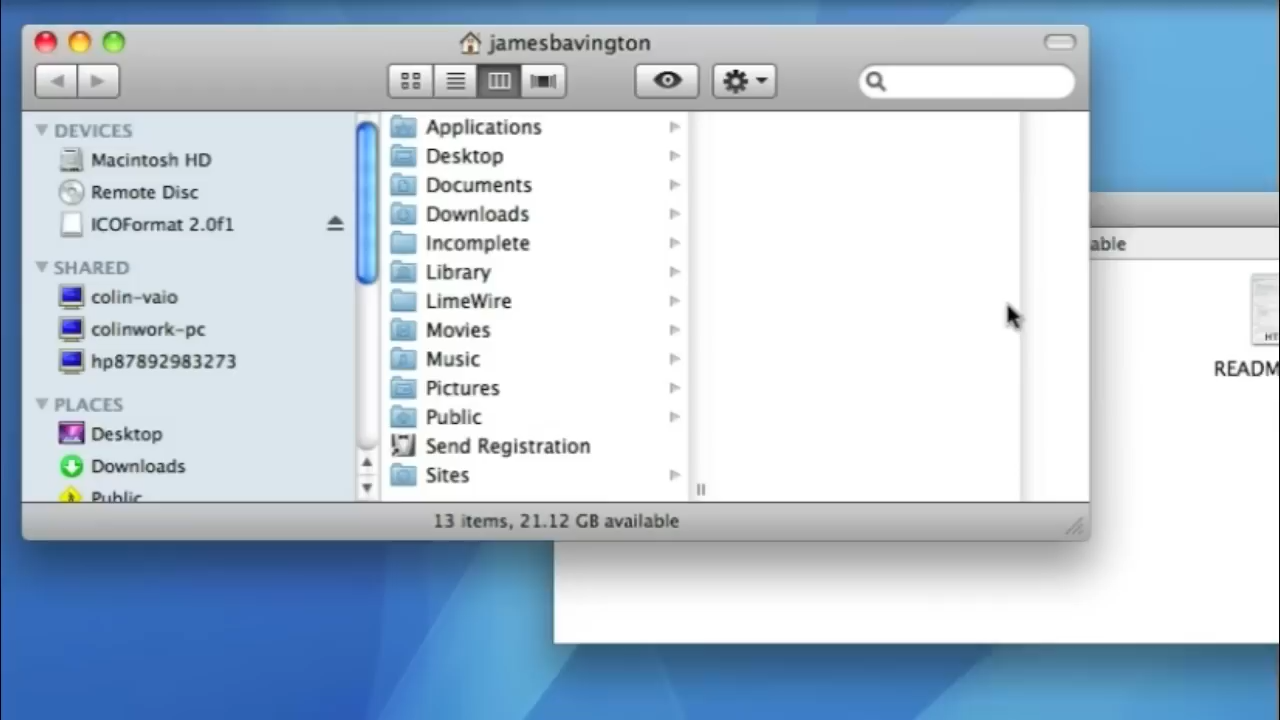 jamesbavington
DEVICES
Macintosh HD
Remote Disc
ICOFormat 2.0f1
SHARED
colin-vaio
colinwork-pc
hp87892983273
PLACES
Desktop
Downloads
Public
Applications
Desktop
Documents
Downloads
Incomplete
Library
LimeWire
Movies
Music
Pictures
Public
Send Registration
Sites
13 items, 21.12 GB available
able
HT
READM